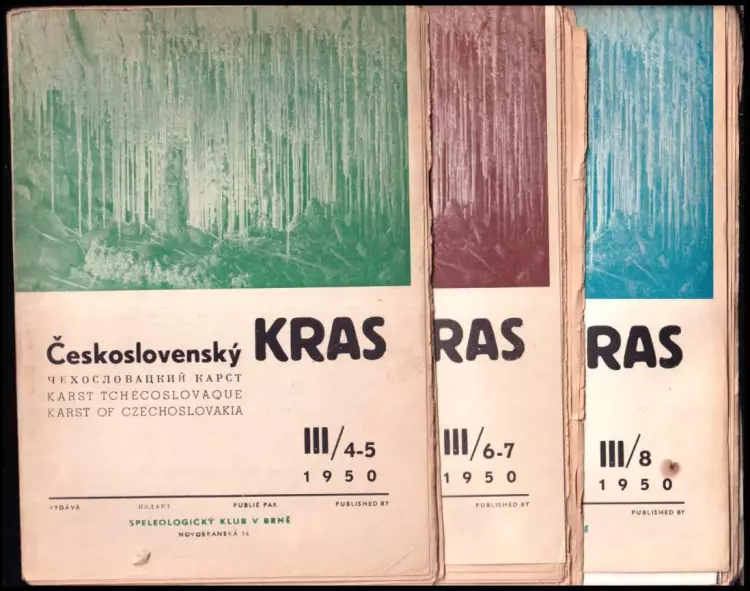 Československý KRAS
ЧЕХОСЛОВАЦКИЙ КАРСТ
KARST TCHÉCOSLOVAQUE
KARST OF CZECHOSLOVAKIA
III/4-5
1950
VYDÁVÁ ИЗДАЕТ PUBLIÉ PAR PUBLISHED BY
SPELEOLOGICKÝ KLUB V BRNĚ
NOVOBRANSKÁ 14
RAS
III/6-7
1950
PUBLISHED BY
RAS
III/8
1950
PUBLISHED BY